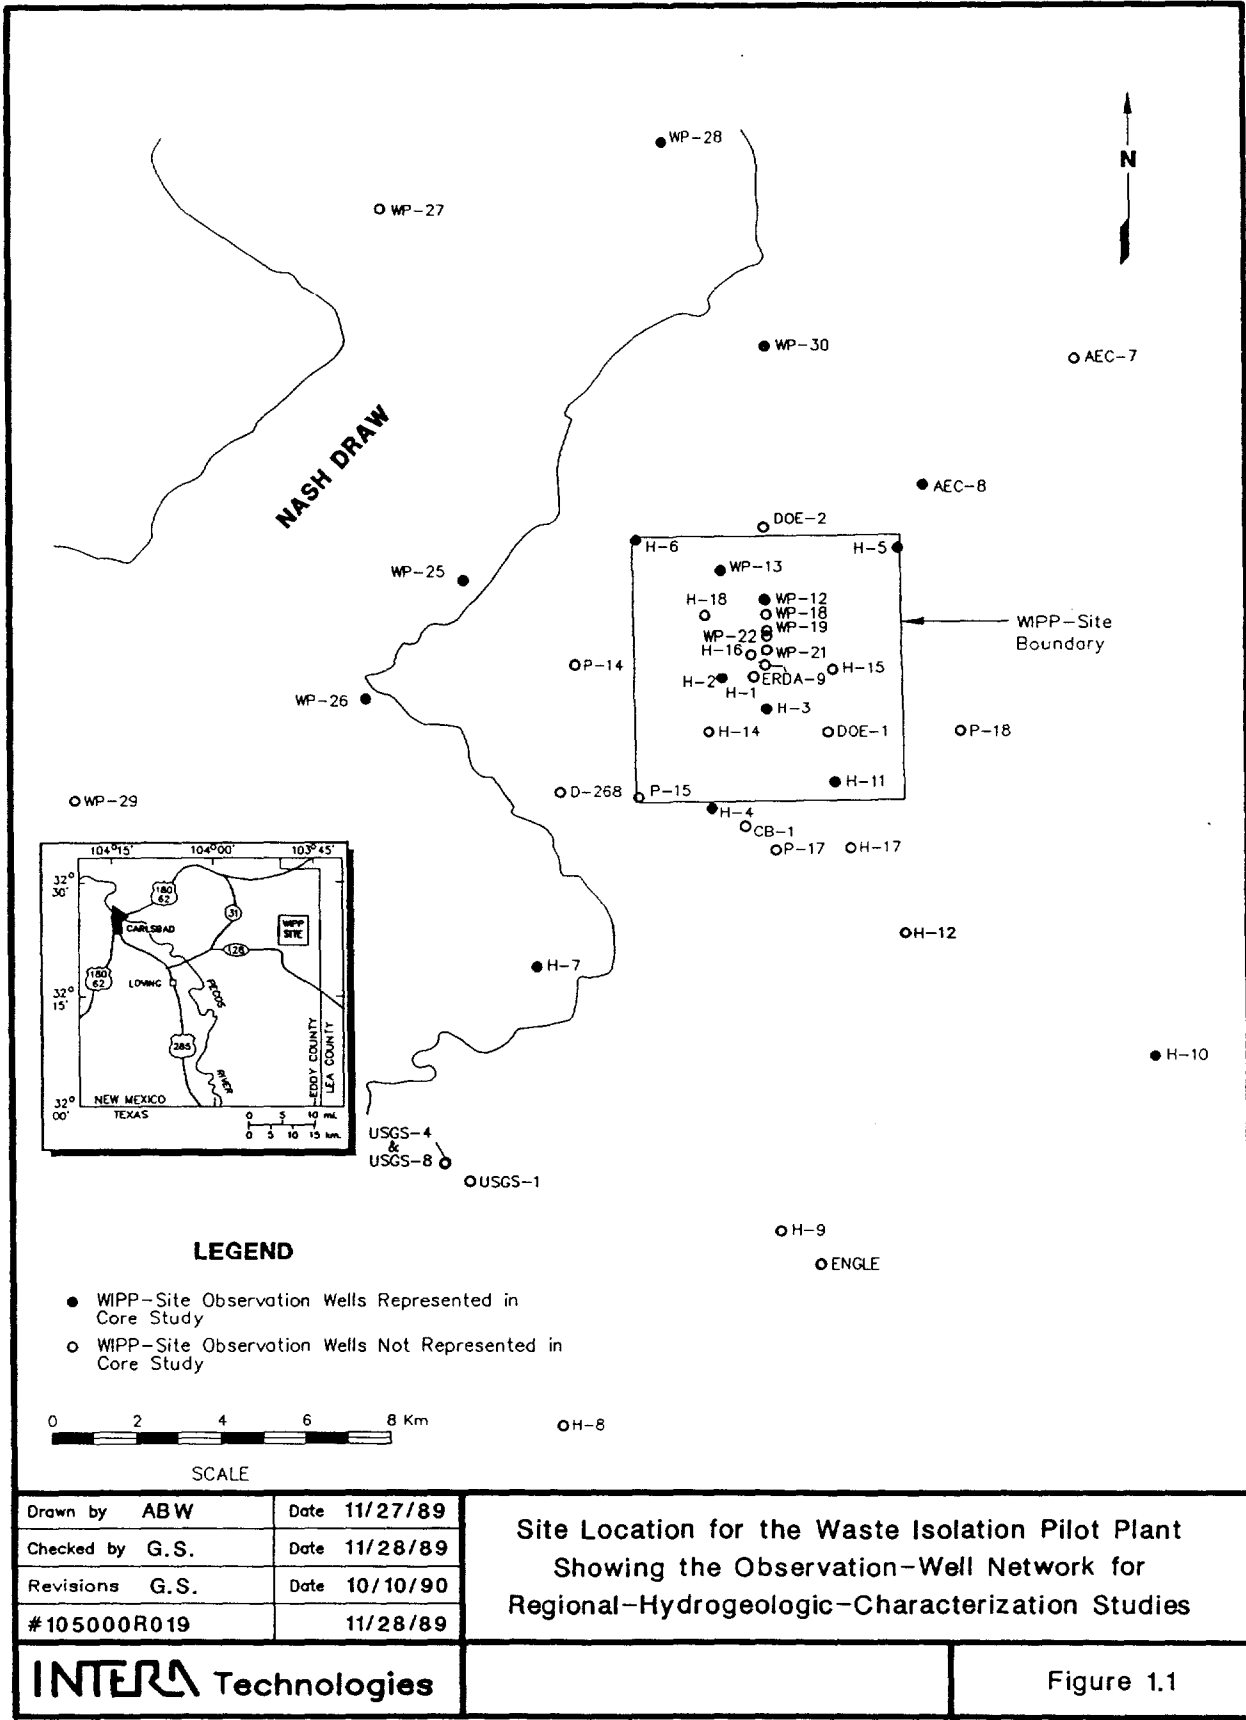 WP-28
N
WP-27
WP-30
AEC-7
NASH DRAW
AEC-8
DOE-2
H-6
H-5
WP-13
WP-25
WP-12
H-18
WP-18
WP-19
WP-22
WIPP-Site
Boundary
H-16
WP-21
P-14
H-15
H-2
ERDA-9
H-1
WP-26
H-3
H-14
DOE-1
P-18
H-11
D-268
P-15
WP-29
H-4
CB-1
P-17
H-17
104°15'
104°00'
103°45'
32°
30'
180
62
31
WIPP
SITE
CARLSBAD
128
H-12
H-7
180
62
LOVING
PECOS
32°
15'
285
RIVER
EDDY COUNTY
LEA COUNTY
H-10
32°
00'
NEW MEXICO
TEXAS
0 5 10 mi.
0 5 10 15 km.
USGS-4
&
USGS-8
USGS-1
H-9
ENGLE
LEGEND
WIPP-Site Observation Wells Represented in
Core Study
WIPP-Site Observation Wells Not Represented in
Core Study
0 2 4 6 8 Km
H-8
SCALE
Drawn by ABW Date 11/27/89
Checked by G.S. Date 11/28/89
Revisions G.S. Date 10/10/90
#105000R019 11/28/89
Site Location for the Waste Isolation Pilot Plant
Showing the Observation-Well Network for
Regional-Hydrogeologic-Characterization Studies
INTERA Technologies
Figure 1.1